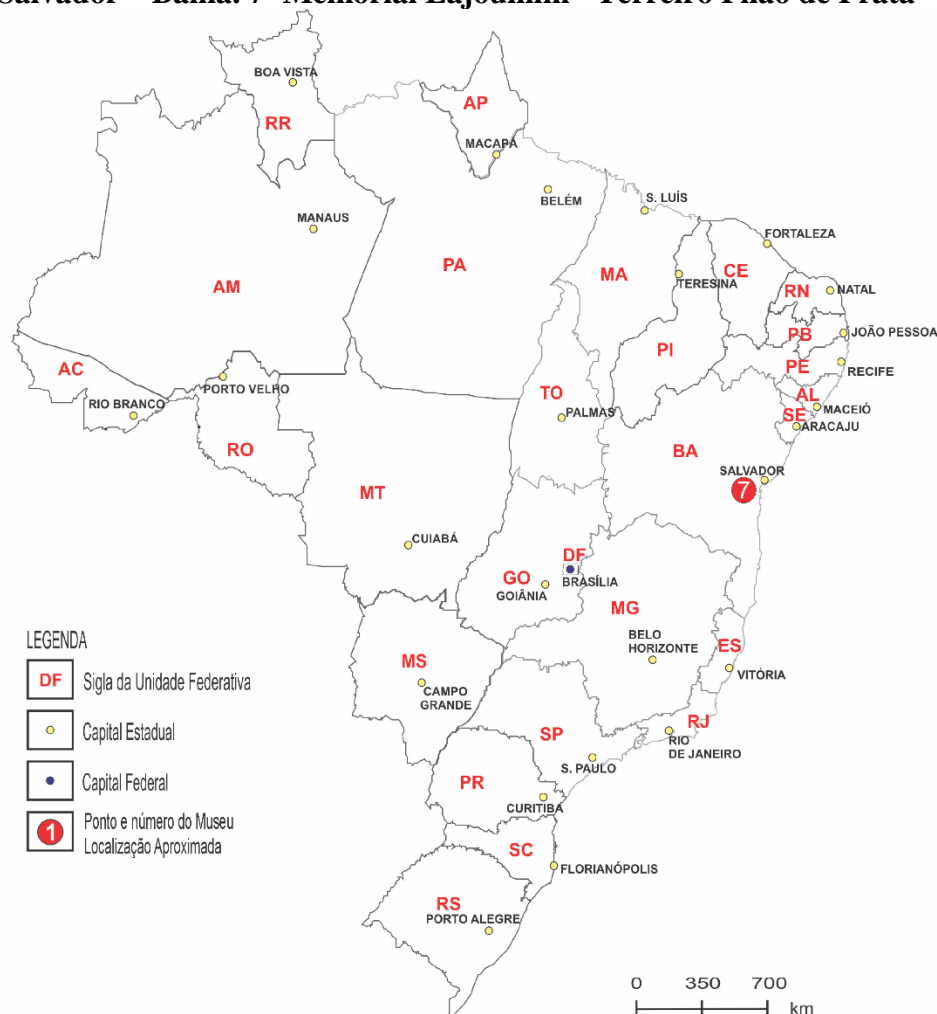 Salvador – Bahia. 7- Memorial - Terreiro Pilão de Prata
BOA VISTA
AP
RR
MACAPÁ
BELÉM
S. LUÍS
MANAUS
FORTALEZA
PA
MA
CE
TERESINA
AM
RN
NATAL
PB
JOÃO PESSOA
PI
PE
RECIFE
AC
PORTO VELHO
TO
AL
RIO BRANCO
PALMAS
SE
MACEIÓ
ARACAJU
RO
BA
SALVADOR
7
MT
CUIABÁ
DF
GO
BRASÍLIA
GOIÂNIA
MG
BELO
HORIZONTE
ES
VITÓRIA
MS
CAMPO
GRANDE
RJ
SP
RIO
DE JANEIRO
S. PAULO
PR
CURITIBA
SC
FLORIANÓPOLIS
RS
PORTO ALEGRE
LEGENDA
DF Sigla da Unidade Federativa
Capital Estadual
Capital Federal
1 Ponto e número do Museu
Localização Aproximada
0 350 700
km